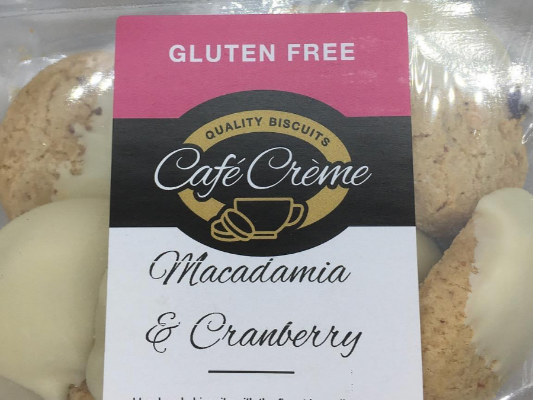 GLUTEN FREE
QUALITY BISCUITS
Café Crème
Macadamia
& Cranberry